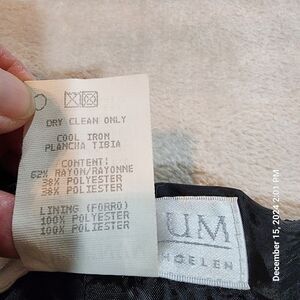 DRY CLEAN ONLY
COOL IRON
PLANCHA TIBIA
CONTENT:
62% RAYON/RAYONNE
38% POLYESTER
38% POLIESTER
LINING (FORRO)
100% POLYESTER
100% POLIESTER
UM
HOELEN
December 15, 2024 2:01 PM